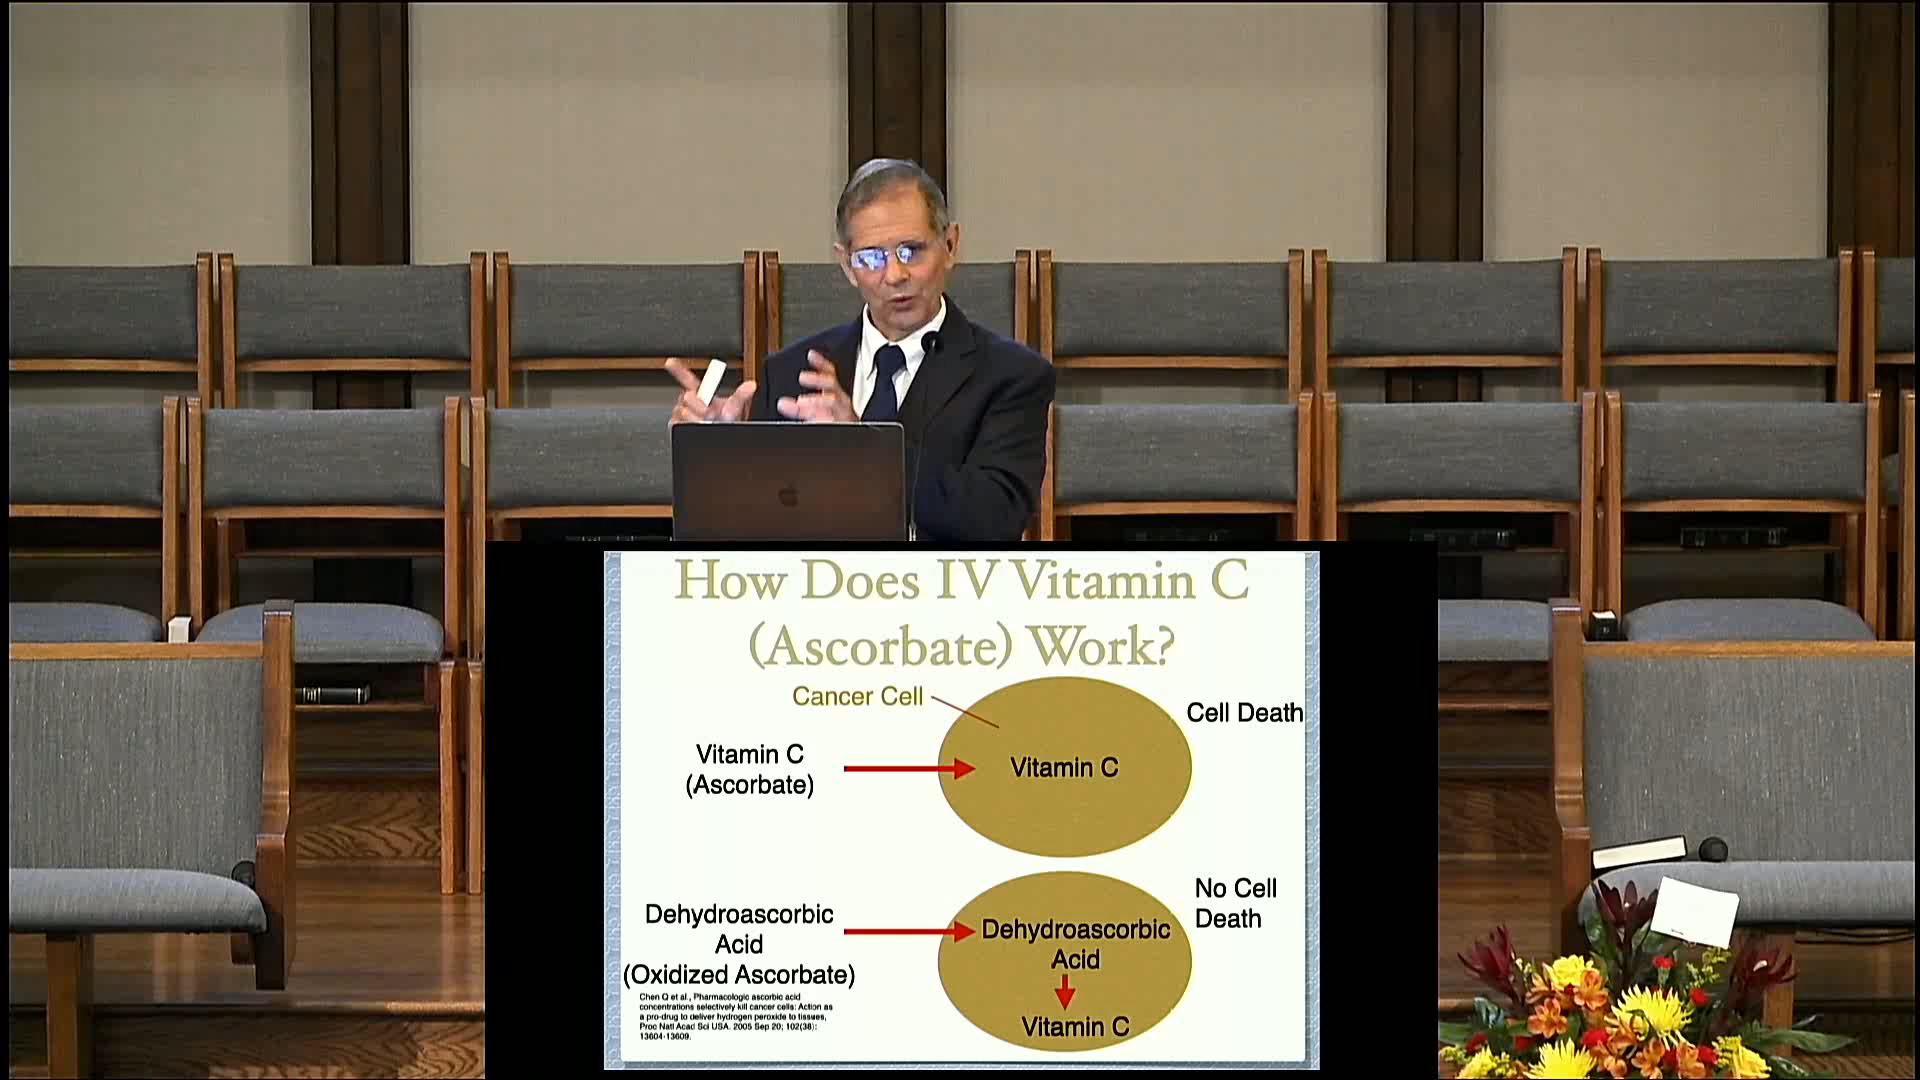 How Does IV Vitamin C
(Ascorbate) Work?
Cancer Cell
Cell Death
Vitamin C
(Ascorbate)
Vitamin C
No Cell
Death
Dehydroascorbic
Acid
(Oxidized Ascorbate)
Dehydroascorbic
Acid
Vitamin C
Chen Q et al., Pharmacologic ascorbic acid
concentrations selectively kill cancer cells: Action as
a pro-drug to deliver hydrogen peroxide to tissues,
Proc Natl Acad Sci USA. 2005 Sep 20; 102(38):
13604-13609.